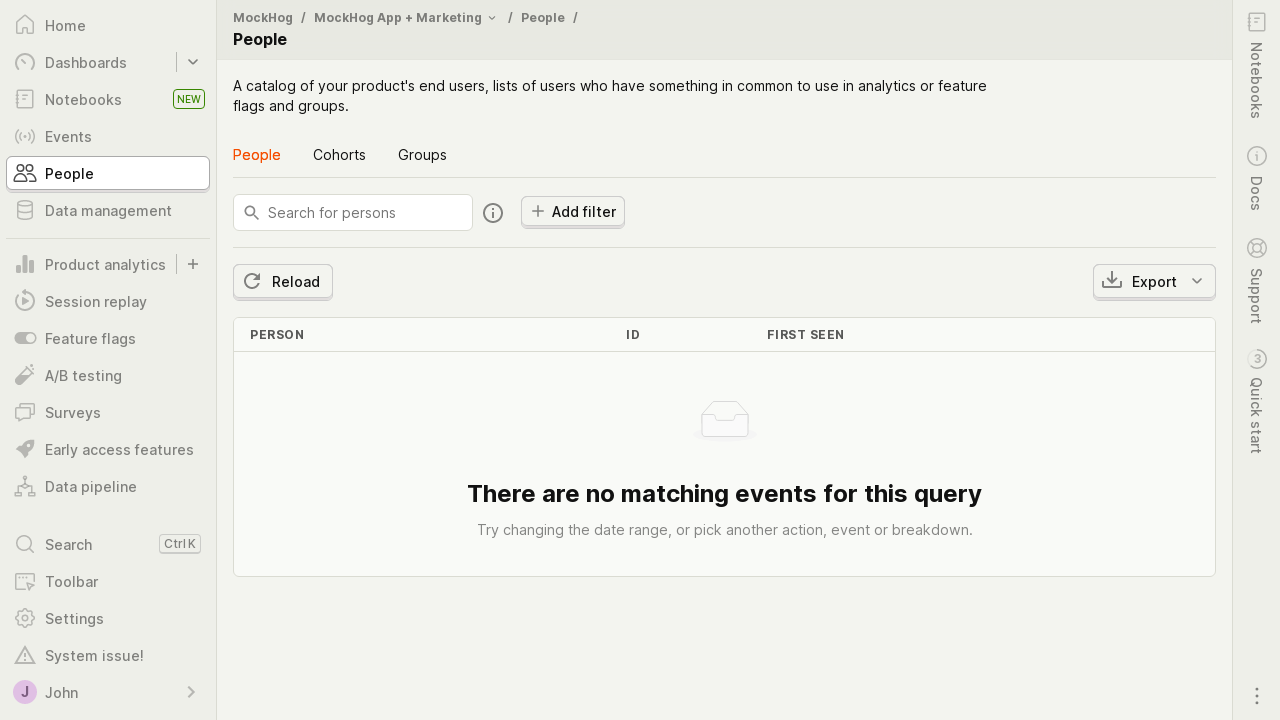 Home
Dashboards
Notebooks
NEW
Events
People
Data management
Product analytics
Session replay
Feature flags
A/B testing
Surveys
Early access features
Data pipeline
Search
Ctrl K
Toolbar
Settings
System issue!
J
John
MockHog / MockHog App + Marketing / People /
People
A catalog of your product's end users, lists of users who have something in common to use in analytics or feature
flags and groups.
People Cohorts Groups
Search for persons
Add filter
Reload
Export
PERSON ID FIRST SEEN
There are no matching events for this query
Try changing the date range, or pick another action, event or breakdown.
Notebooks
Docs
Support
3
Quick start